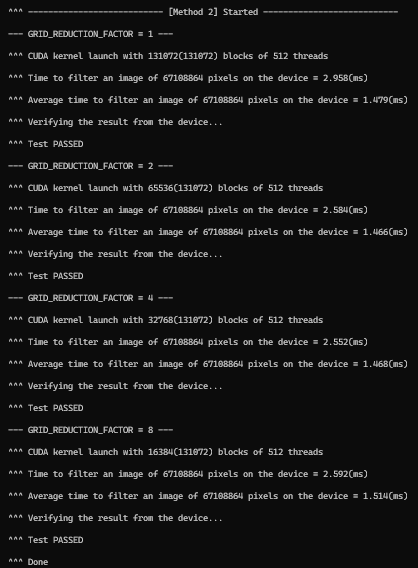 ^^^ --------------------------- [Method 2] Started ---------------------------
--- GRID_REDUCTION_FACTOR = 1 ---
^^^ CUDA kernel launch with 131072(131072) blocks of 512 threads
^^^ Time to filter an image of 67108864 pixels on the device = 2.958(ms)
^^^ Average time to filter an image of 67108864 pixels on the device = 1.479(ms)
^^^ Verifying the result from the device...
^^^ Test PASSED
--- GRID_REDUCTION_FACTOR = 2 ---
^^^ CUDA kernel launch with 65536(131072) blocks of 512 threads
^^^ Time to filter an image of 67108864 pixels on the device = 2.584(ms)
^^^ Average time to filter an image of 67108864 pixels on the device = 1.466(ms)
^^^ Verifying the result from the device...
^^^ Test PASSED
--- GRID_REDUCTION_FACTOR = 4 ---
^^^ CUDA kernel launch with 32768(131072) blocks of 512 threads
^^^ Time to filter an image of 67108864 pixels on the device = 2.552(ms)
^^^ Average time to filter an image of 67108864 pixels on the device = 1.468(ms)
^^^ Verifying the result from the device...
^^^ Test PASSED
--- GRID_REDUCTION_FACTOR = 8 ---
^^^ CUDA kernel launch with 16384(131072) blocks of 512 threads
^^^ Time to filter an image of 67108864 pixels on the device = 2.592(ms)
^^^ Average time to filter an image of 67108864 pixels on the device = 1.514(ms)
^^^ Verifying the result from the device...
^^^ Test PASSED
^^^ Done